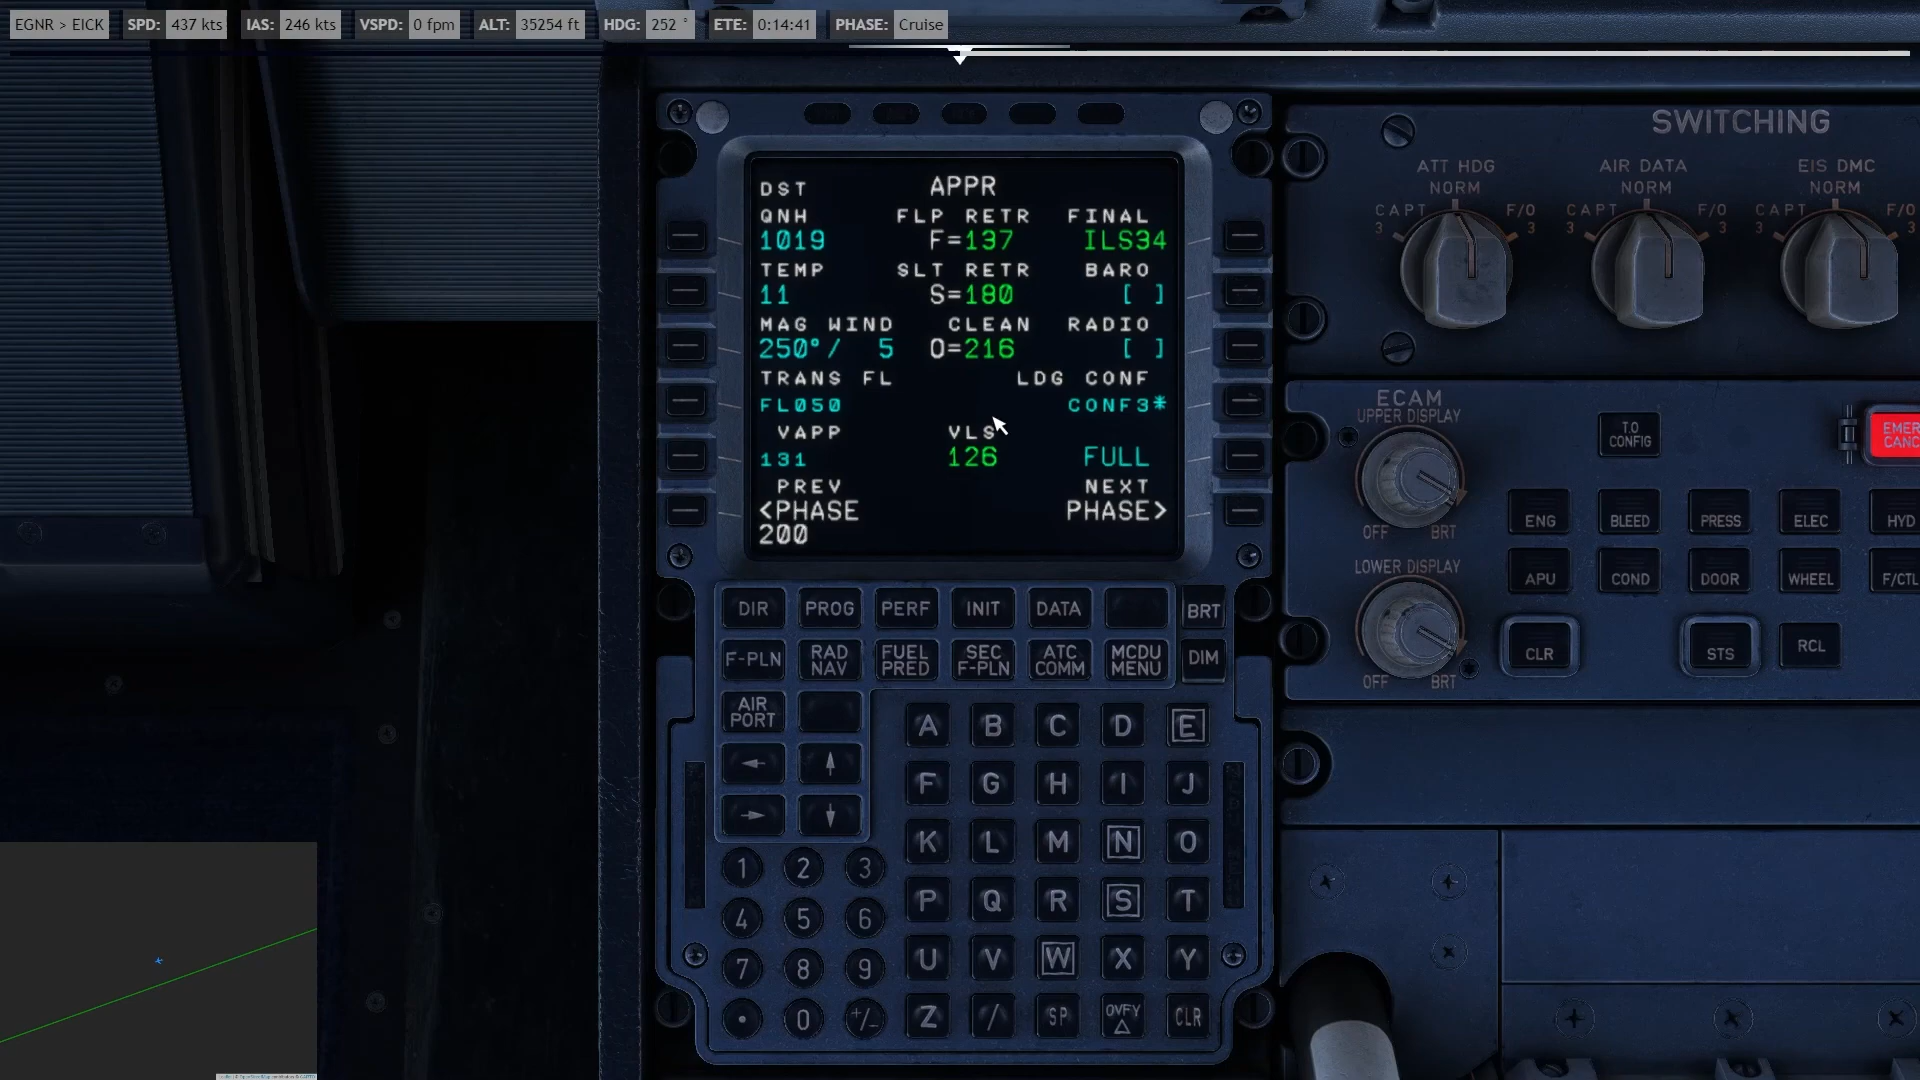 EGNR > EICK SPD: 437 kts IAS: 246 kts VSPD: 0 fpm ALT: 35254 ft HDG: 252 ° ETE: 0:14:41 PHASE: Cruise
DST APPR
QNH FLP RETR FINAL
1019 F=137 ILS34
TEMP SLT RETR BARO
11 S=180 [ ]
MAG WIND CLEAN RADIO
250°/ 5 O=216 [ ]
TRANS FL LDG CONF
FL050 CONF3*
VAPP VLS
131 126 FULL
PREV NEXT
<PHASE PHASE>
200
DIR PROG PERF INIT DATA BRT
F-PLN RAD NAV FUEL PRED SEC F-PLN ATC COMM MCDU MENU DIM
AIR PORT
← ↑
→ ↓
A B C D E
F G H I J
K L M N O
P Q R S T
U V W X Y
Z / SP OVFY △ CLR
1 2 3
4 5 6
7 8 9
. 0 +/-
SWITCHING
ATT HDG AIR DATA EIS DMC
NORM NORM NORM
CAPT 3 F/O 3 CAPT 3 F/O 3 CAPT 3 F/O 3
ECAM
UPPER DISPLAY
OFF BRT
LOWER DISPLAY
OFF BRT
T.O CONFIG
EMER CANC
ENG BLEED PRESS ELEC HYD
APU COND DOOR WHEEL F/CTL
CLR STS RCL